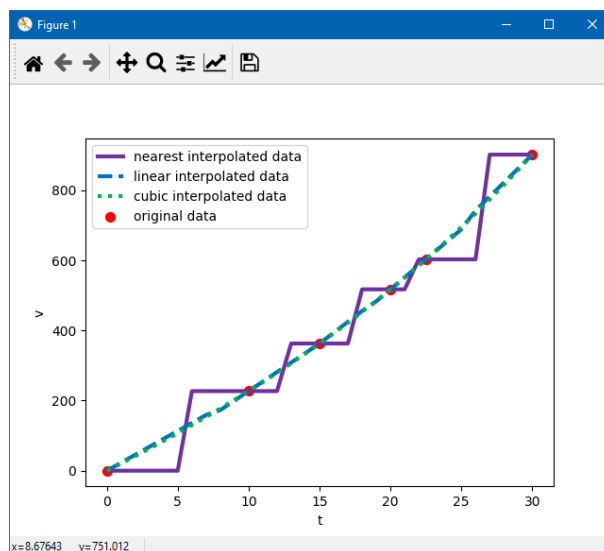 Figure 1
nearest interpolated data
linear interpolated data
cubic interpolated data
original data
800
600
400
200
0
v
0 5 10 15 20 25 30
t
x=8.67643 y=751.012